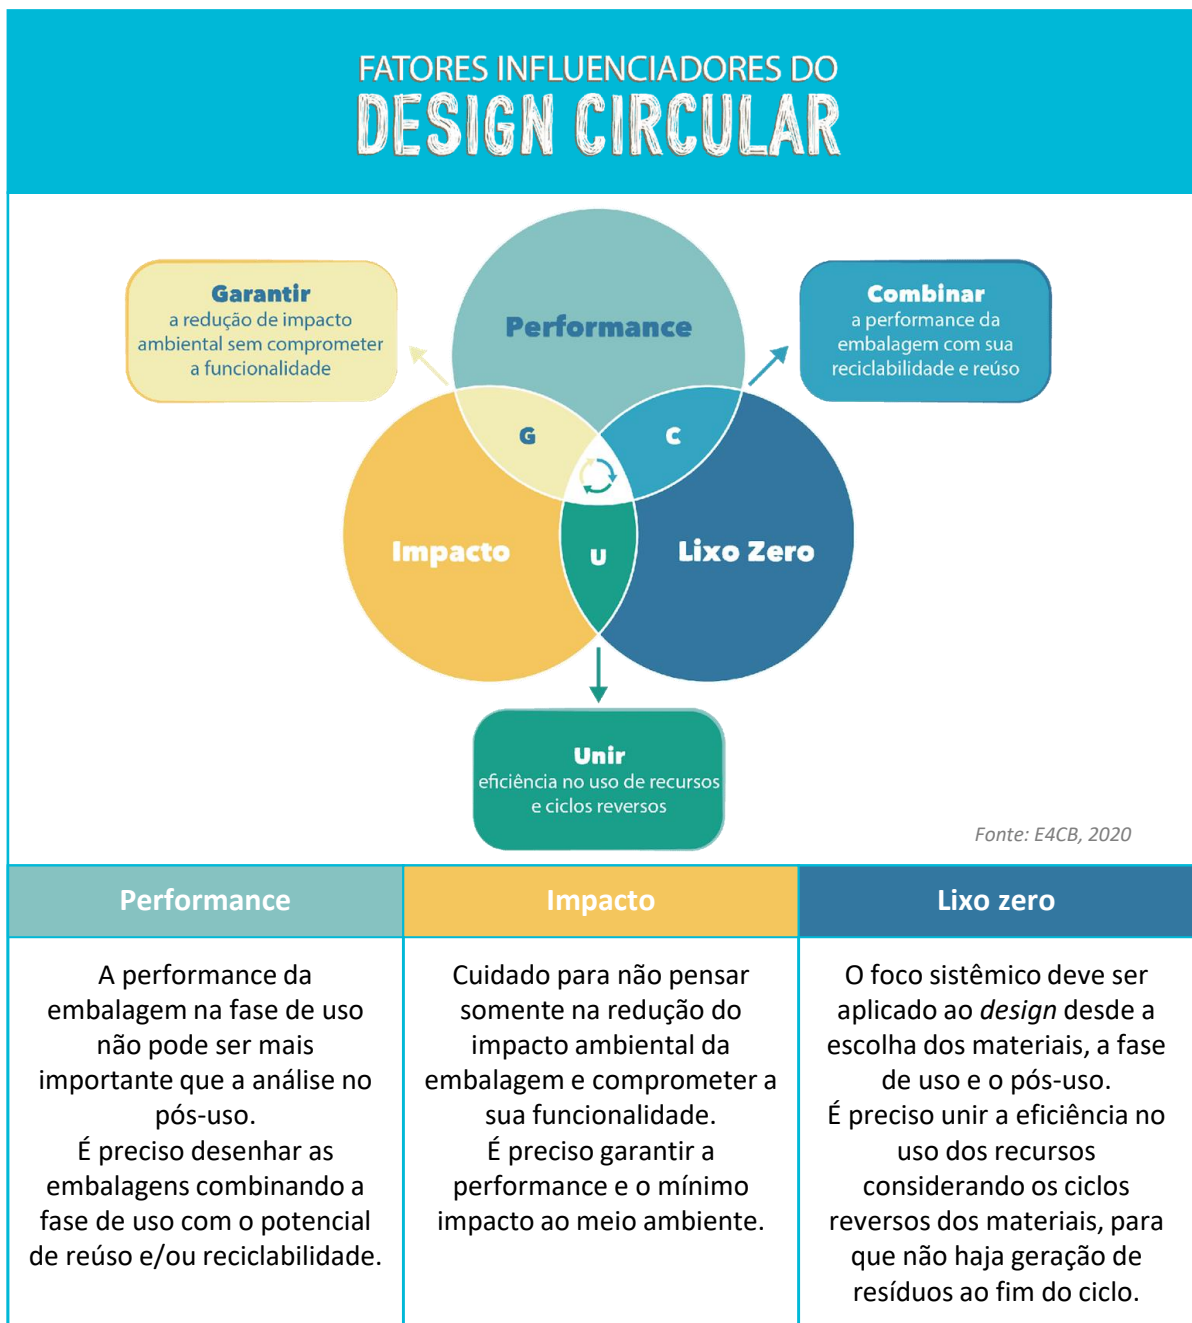 FATORES INFLUENCIADORES DO
DESIGN CIRCULAR
Garantir
a redução de impacto
ambiental sem comprometer
a funcionalidade
Performance
Combinar
a performance da
embalagem com sua
reciclabilidade e reúso
G
C
Impacto
U
Lixo Zero
Unir
eficiência no uso de recursos
e ciclos reversos
Fonte: E4CB, 2020
Performance
A performance da
embalagem na fase de uso
não pode ser mais
importante que a análise no
pós-uso.
É preciso desenhar as
embalagens combinando a
fase de uso com o potencial
de reúso e/ou reciclabilidade.
Impacto
Cuidado para não pensar
somente na redução do
impacto ambiental da
embalagem e comprometer a
sua funcionalidade.
É preciso garantir a
performance e o mínimo
impacto ao meio ambiente.
Lixo zero
O foco sistêmico deve ser
aplicado ao design desde a
escolha dos materiais, a fase
de uso e o pós-uso.
É preciso unir a eficiência no
uso dos recursos
considerando os ciclos
reversos dos materiais, para
que não haja geração de
resíduos ao fim do ciclo.